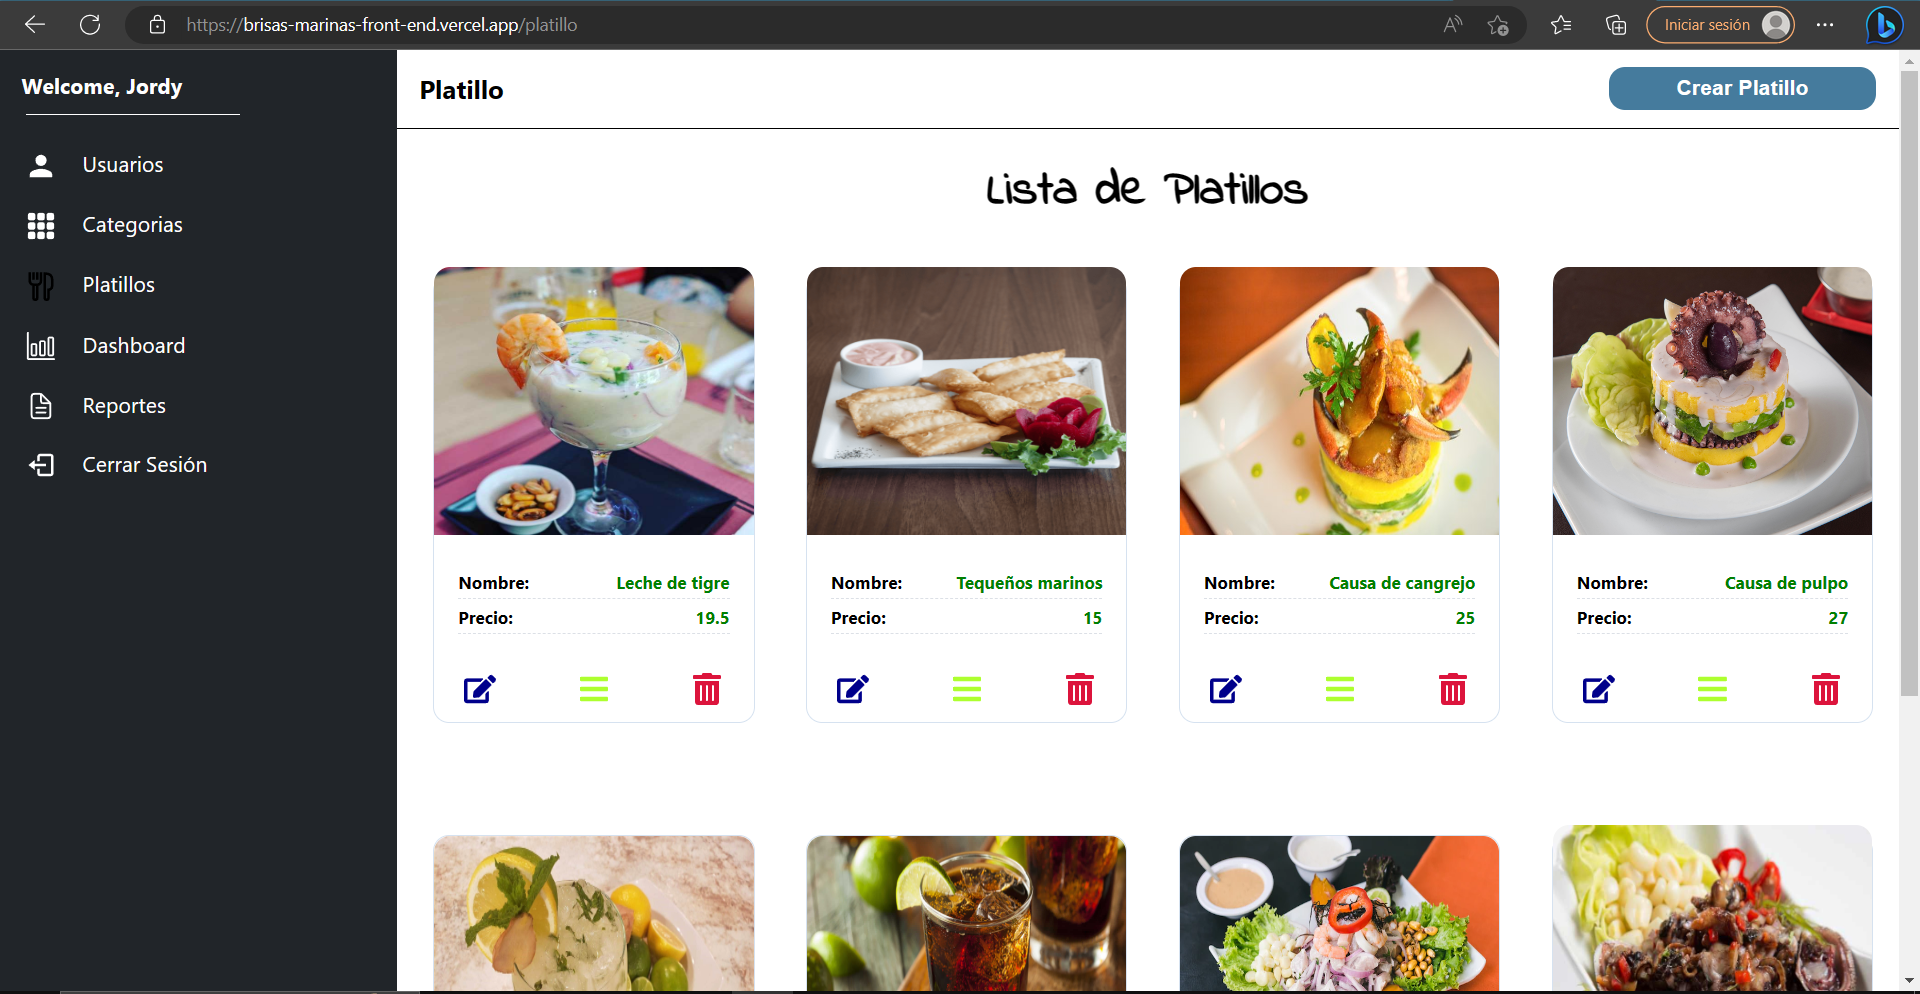 https://brisas-marinas-front-end.vercel.app/platillo
Iniciar sesión
Welcome, Jordy
Usuarios
Categorias
Platillos
Dashboard
Reportes
Cerrar Sesión
Platillo
Crear Platillo
Lista de Platillos
Nombre: Leche de tigre
Precio: 19.5
Nombre: Tequeños marinos
Precio: 15
Nombre: Causa de cangrejo
Precio: 25
Nombre: Causa de pulpo
Precio: 27